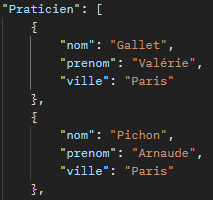 "Praticien": [
{
"nom": "Gallet",
"prenom": "Valérie",
"ville": "Paris"
},
{
"nom": "Pichon",
"prenom": "Arnaude",
"ville": "Paris"
},